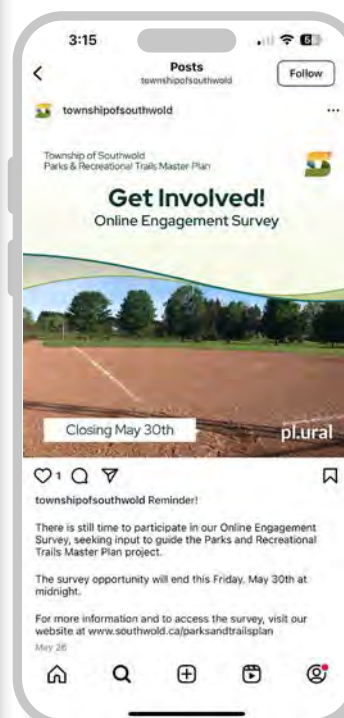 3:15
Posts
townshipofsouthwold
Follow
townshipofsouthwold
Township of Southwold
Parks & Recreational Trails Master Plan
Get Involved!
Online Engagement Survey
Closing May 30th
pl.ural
1
townshipofsouthwold Reminder!
There is still time to participate in our Online Engagement
Survey, seeking input to guide the Parks and Recreational
Trails Master Plan project.
The survey opportunity will end this Friday. May 30th at
midnight.
For more information and to access the survey, visit our
website at www.southwold.ca/parksandtrailsplan
May 26